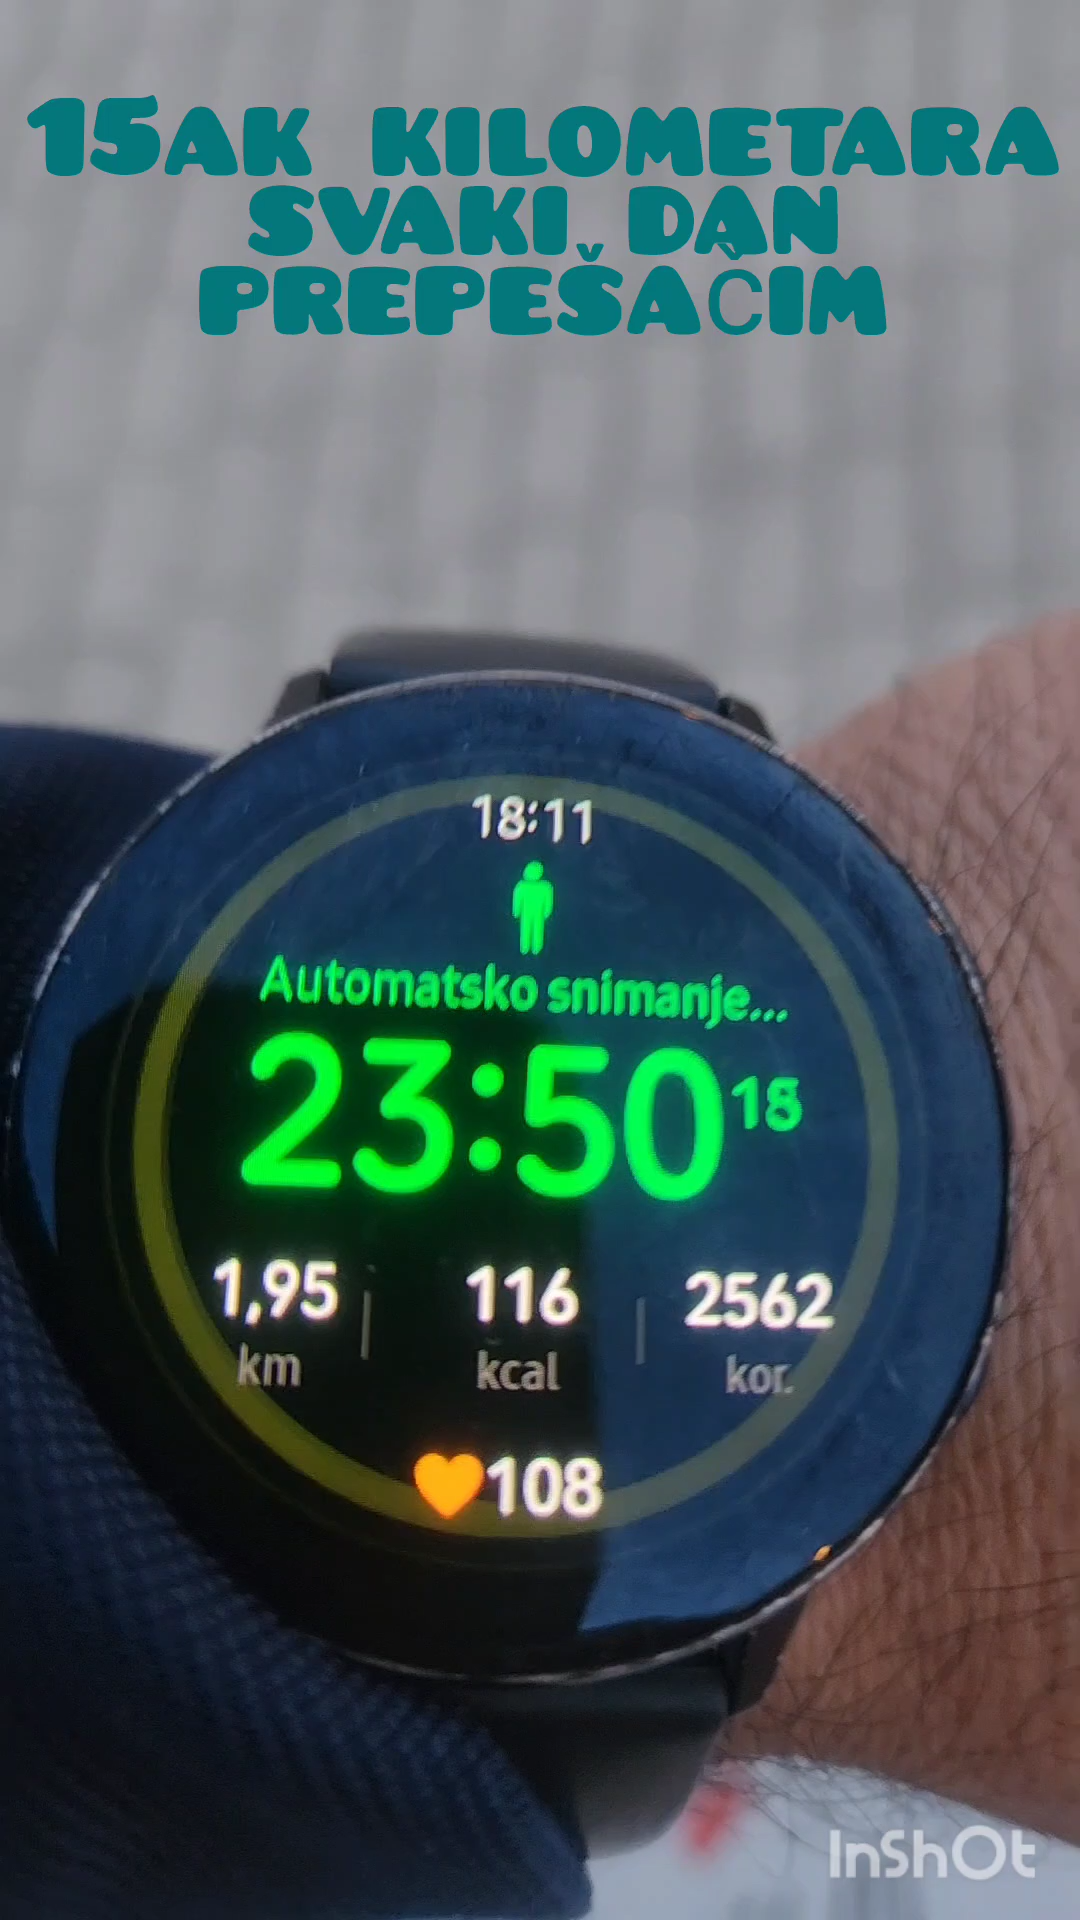 15AK KILOMETARA
SVAKI DAN
PREPEŠAČIM
18:11
Automatsko snimanje...
23:50 18
1,95 116 2562
km kcal kor.
108
InShOt